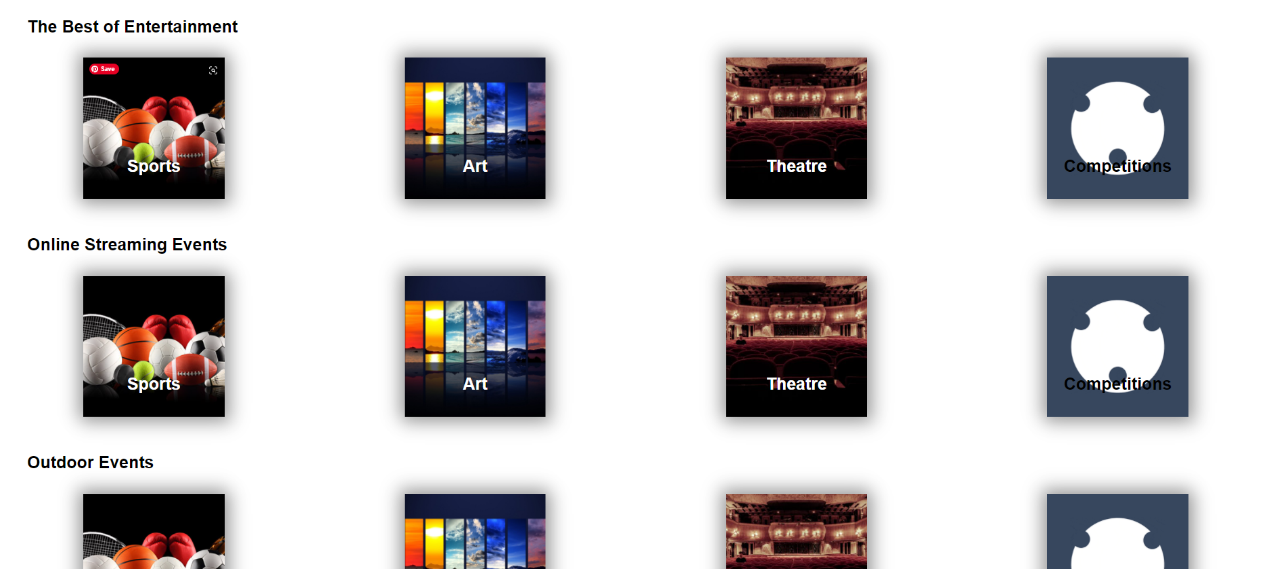 The Best of Entertainment
Save
Sports
Art
Theatre
Competitions
Online Streaming Events
Sports
Art
Theatre
Competitions
Outdoor Events